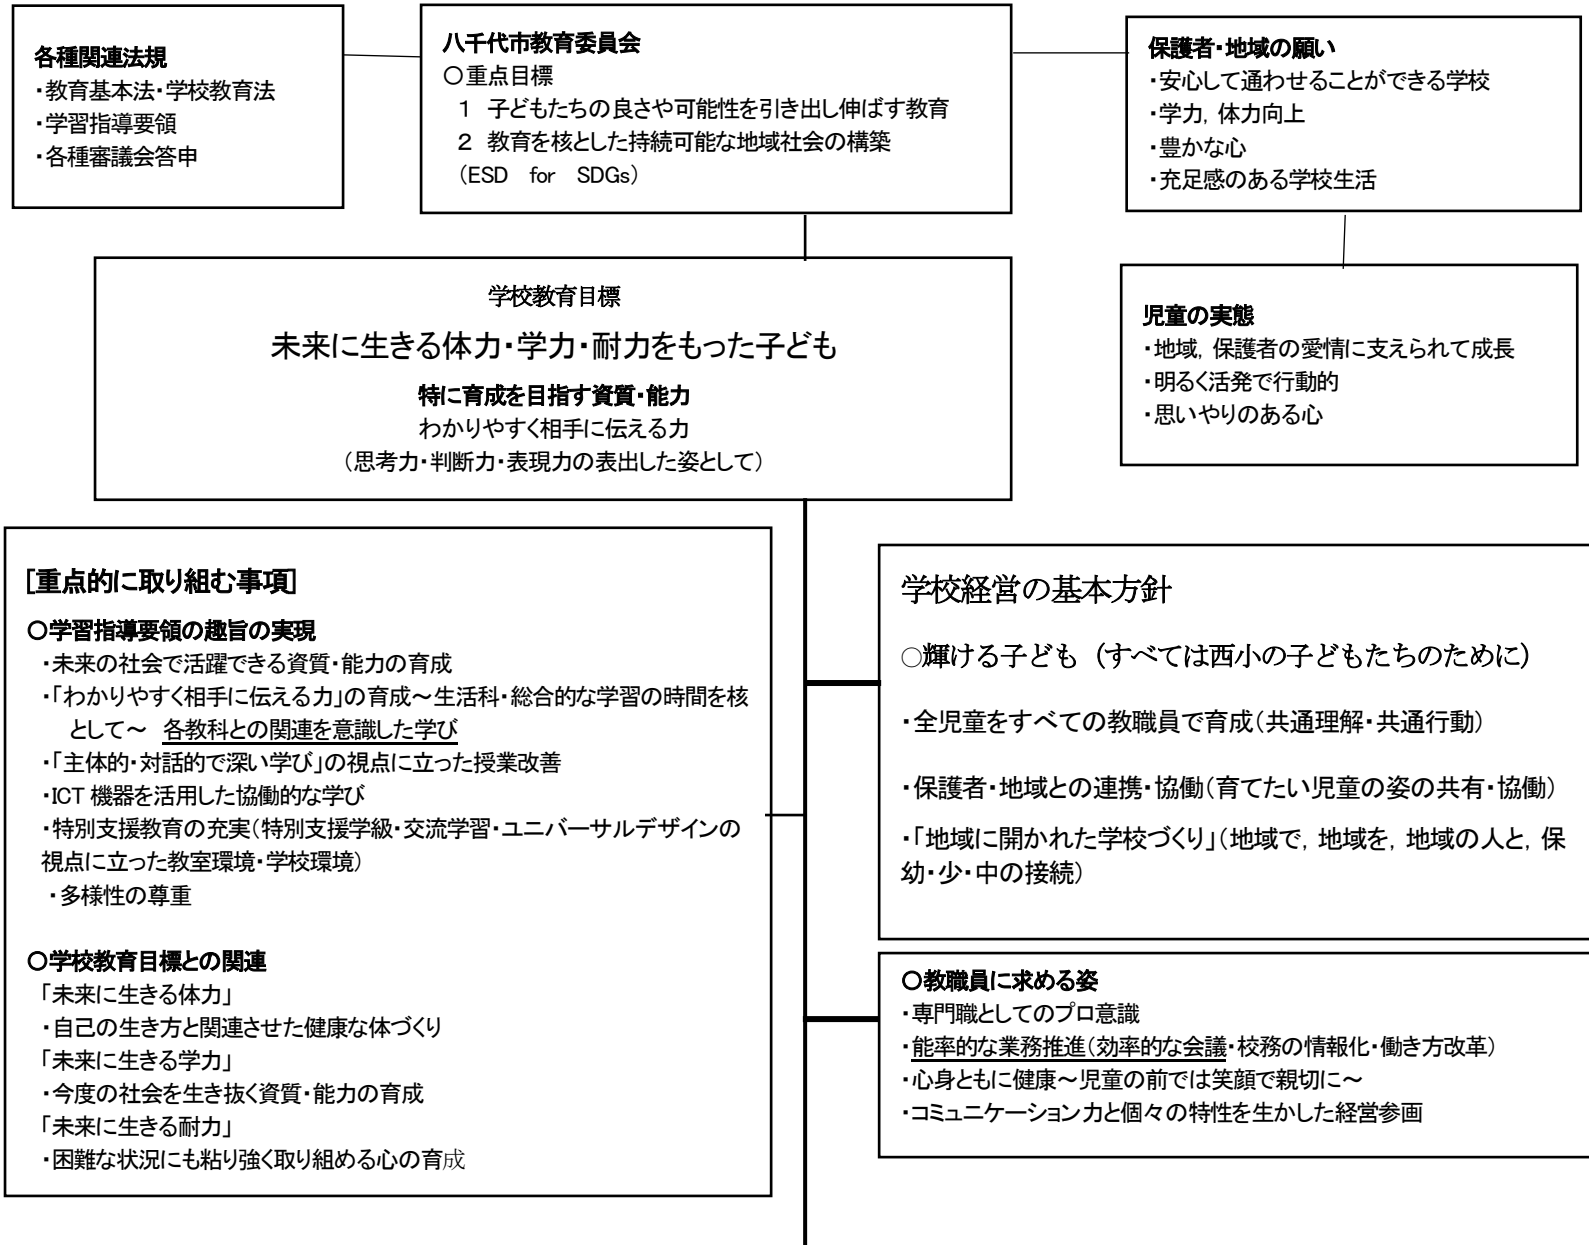 各種関連法規
・教育基本法・学校教育法
・学習指導要領
・各種審議会答申
八千代市教育委員会
○重点目標
1 子どもたちの良さや可能性を引き出し伸ばす教育
2 教育を核とした持続可能な地域社会の構築
（ESD for SDGs）
保護者・地域の願い
・安心して通わせることができる学校
・学力，体力向上
・豊かな心
・充足感のある学校生活
学校教育目標
未来に生きる体力・学力・耐力をもった子ども
特に育成を目指す資質・能力
わかりやすく相手に伝える力
（思考力・判断力・表現力の表出した姿として）
児童の実態
・地域，保護者の愛情に支えられて成長
・明るく活発で行動的
・思いやりのある心
[重点的に取り組む事項]
○学習指導要領の趣旨の実現
・未来の社会で活躍できる資質・能力の育成
・「わかりやすく相手に伝える力」の育成～生活科・総合的な学習の時間を核
として～ 各教科との関連を意識した学び
・「主体的・対話的で深い学び」の視点に立った授業改善
・ICT 機器を活用した協働的な学び
・特別支援教育の充実（特別支援学級・交流学習・ユニバーサルデザインの
視点に立った教室環境・学校環境）
・多様性の尊重
○学校教育目標との関連
「未来に生きる体力」
・自己の生き方と関連させた健康な体づくり
「未来に生きる学力」
・今度の社会を生き抜く資質・能力の育成
「未来に生きる耐力」
・困難な状況にも粘り強く取り組める心の育成
学校経営の基本方針
○輝ける子ども（すべては西小の子どもたちのために）
・全児童をすべての教職員で育成（共通理解・共通行動）
・保護者・地域との連携・協働（育てたい児童の姿の共有・協働）
・「地域に開かれた学校づくり」（地域で，地域を，地域の人と，保
幼・少・中の接続）
○教職員に求める姿
・専門職としてのプロ意識
・能率的な業務推進（効率的な会議・校務の情報化・働き方改革）
・心身ともに健康～児童の前では笑顔で親切に～
・コミュニケーション力と個々の特性を生かした経営参画